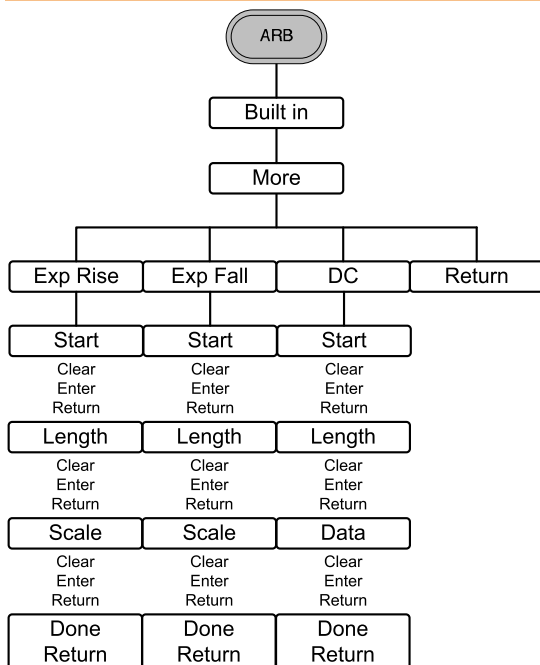 ARB
Built in
More
Exp Rise Exp Fall DC Return
Start Start Start
Clear Clear Clear
Enter Enter Enter
Return Return Return
Length Length Length
Clear Clear Clear
Enter Enter Enter
Return Return Return
Scale Scale Data
Clear Clear Clear
Enter Enter Enter
Return Return Return
Done Done Done
Return Return Return